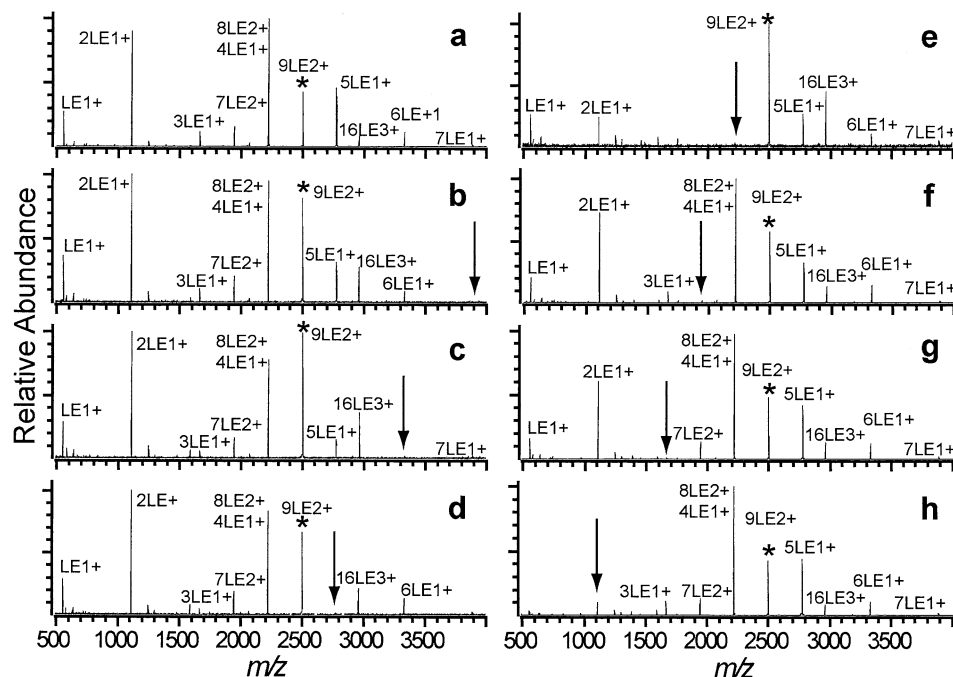 Relative Abundance
a
LE1+
2LE1+
3LE1+
7LE2+
8LE2+
4LE1+
9LE2+
*
5LE1+
16LE3+
6LE+1
7LE1+
b
LE1+
2LE1+
3LE1+
7LE2+
8LE2+
4LE1+
* 9LE2+
5LE1+
16LE3+
6LE1+
c
LE1+
2LE1+
3LE1+
7LE2+
8LE2+
4LE1+
* 9LE2+
5LE1+
16LE3+
7LE1+
d
LE1+
2LE+
3LE1+
7LE2+
8LE2+
4LE1+
9LE2+
*
16LE3+
6LE1+
500 1000 1500 2000 2500 3000 3500
m/z
e
LE1+
2LE1+
9LE2+ *
5LE1+
16LE3+
6LE1+
7LE1+
f
LE1+
2LE1+
3LE1+
8LE2+
4LE1+
9LE2+
*
5LE1+
16LE3+
6LE1+
7LE1+
g
LE1+
2LE1+
7LE2+
8LE2+
4LE1+
9LE2+
*
5LE1+
16LE3+
6LE1+
7LE1+
h
3LE1+
7LE2+
8LE2+
4LE1+
9LE2+
*
5LE1+
16LE3+
6LE1+
7LE1+
500 1000 1500 2000 2500 3000 3500
m/z